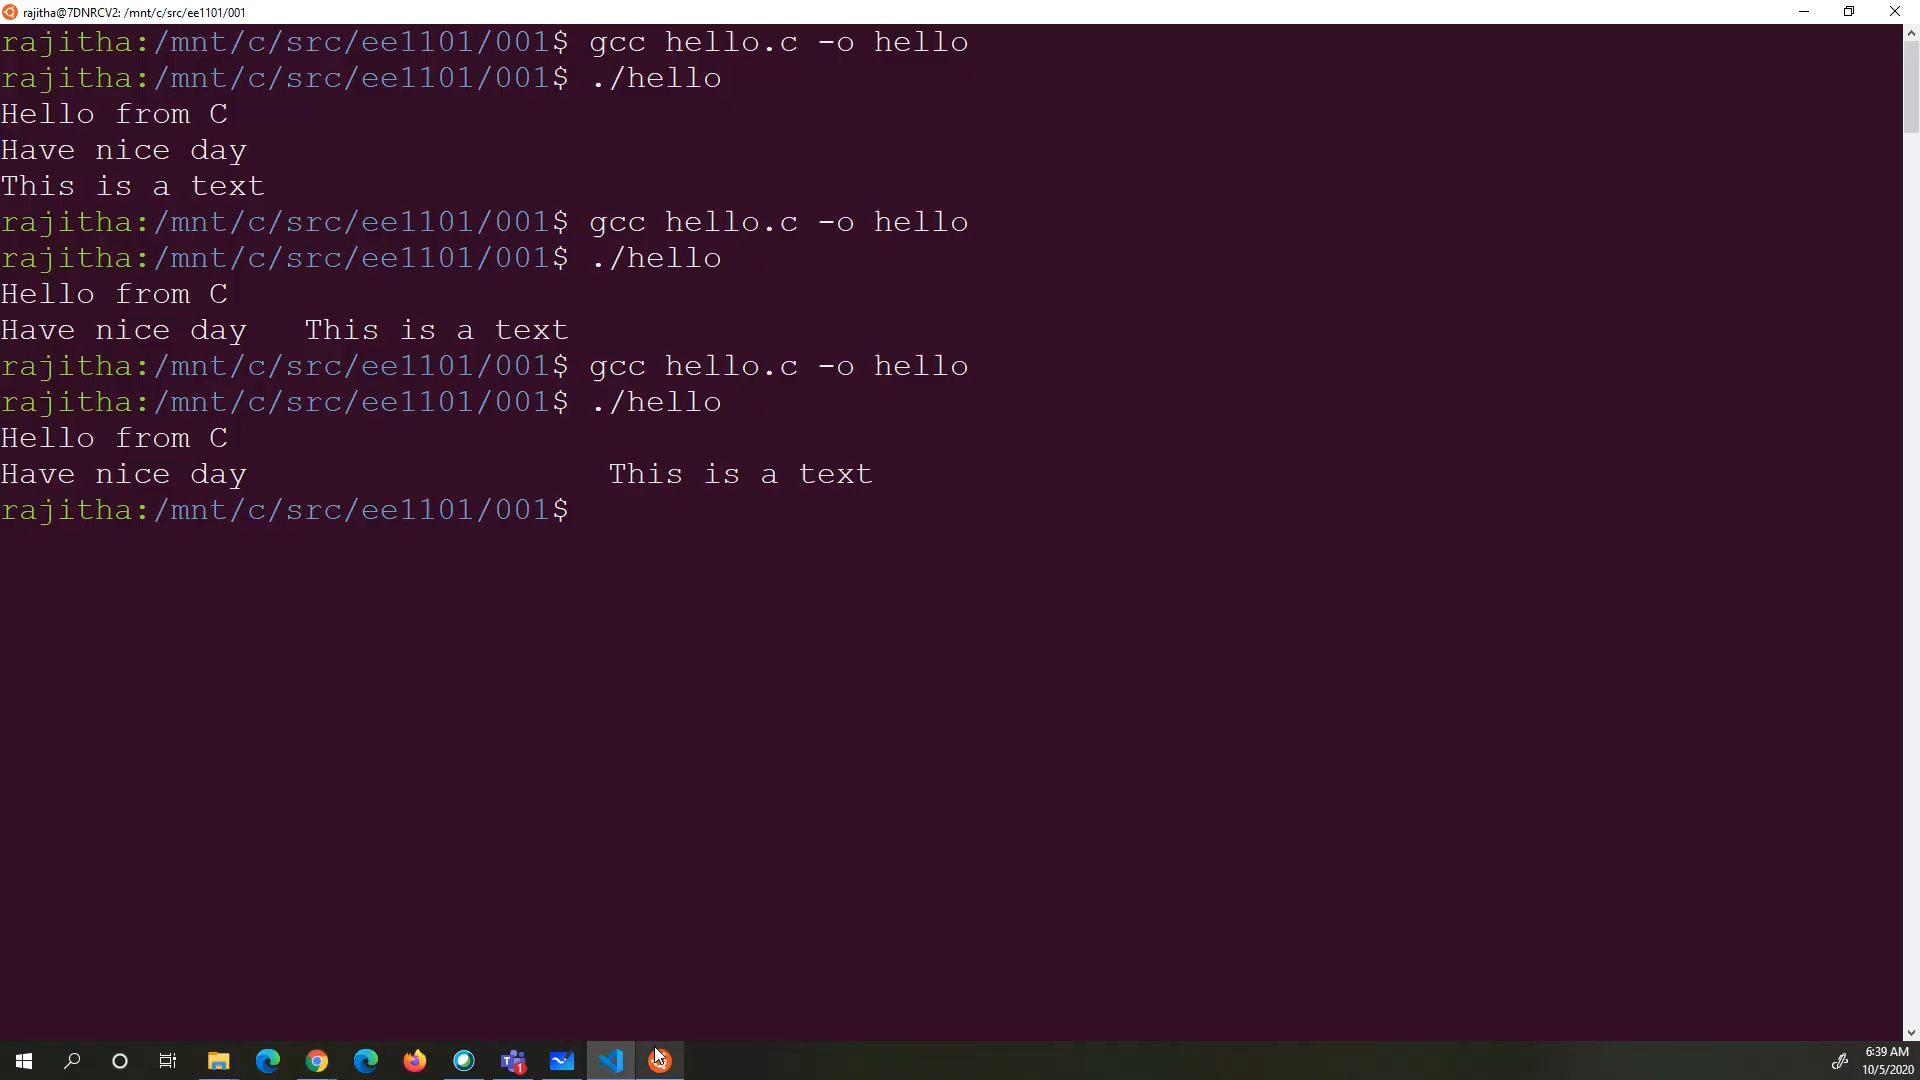 rajitha@7DNRCV2: /mnt/c/src/ee1101/001
rajitha:/mnt/c/src/ee1101/001$ gcc hello.c -o hello
rajitha:/mnt/c/src/ee1101/001$ ./hello
Hello from C
Have nice day
This is a text
rajitha:/mnt/c/src/ee1101/001$ gcc hello.c -o hello
rajitha:/mnt/c/src/ee1101/001$ ./hello
Hello from C
Have nice day   This is a text
rajitha:/mnt/c/src/ee1101/001$ gcc hello.c -o hello
rajitha:/mnt/c/src/ee1101/001$ ./hello
Hello from C
Have nice day                   This is a text
rajitha:/mnt/c/src/ee1101/001$
T 1
6:39 AM
10/5/2020